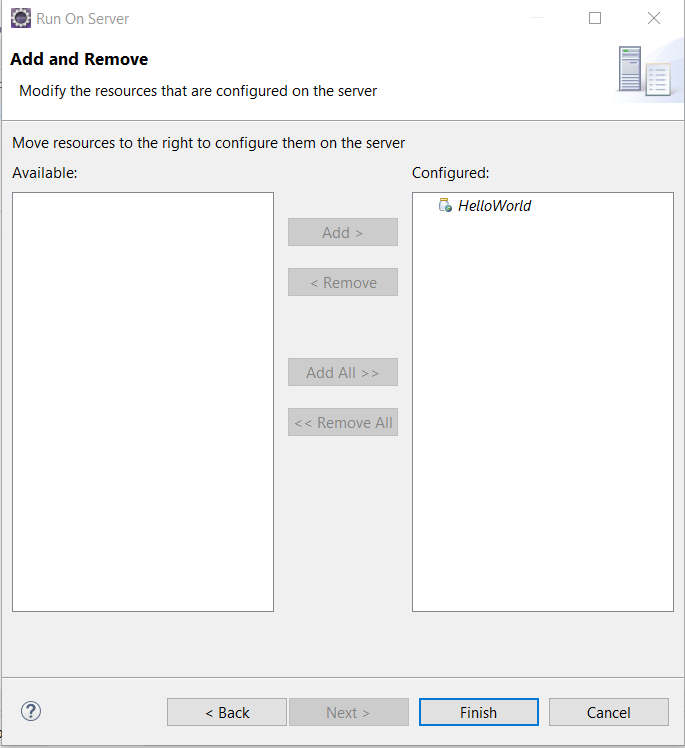 Run On Server
Add and Remove
Modify the resources that are configured on the server
Move resources to the right to configure them on the server
Available:
Configured:
HelloWorld
Add >
< Remove
Add All >>
<< Remove All
?
< Back
Next >
Finish
Cancel